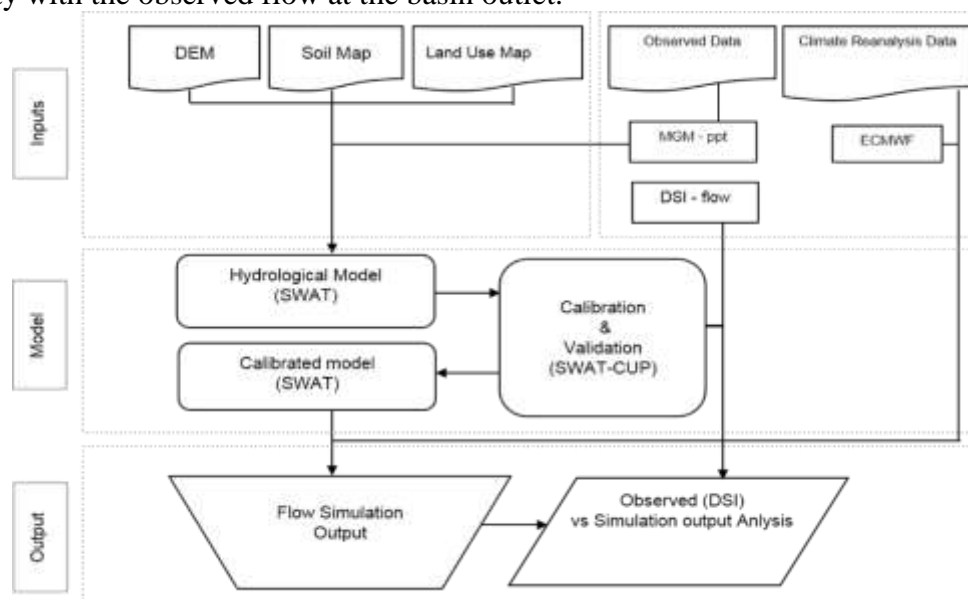 y with the observed flow at the basin outlet.
Inputs
DEM
Soil Map
Land Use Map
Observed Data
Climate Reanalysis Data
MGM - ppt
ECMWF
DSI - flow
Model
Hydrological Model
(SWAT)
Calibration
&
Validation
(SWAT-CUP)
Calibrated model
(SWAT)
Output
Flow Simulation
Output
Observed (DSI)
vs Simulation output Anlysis